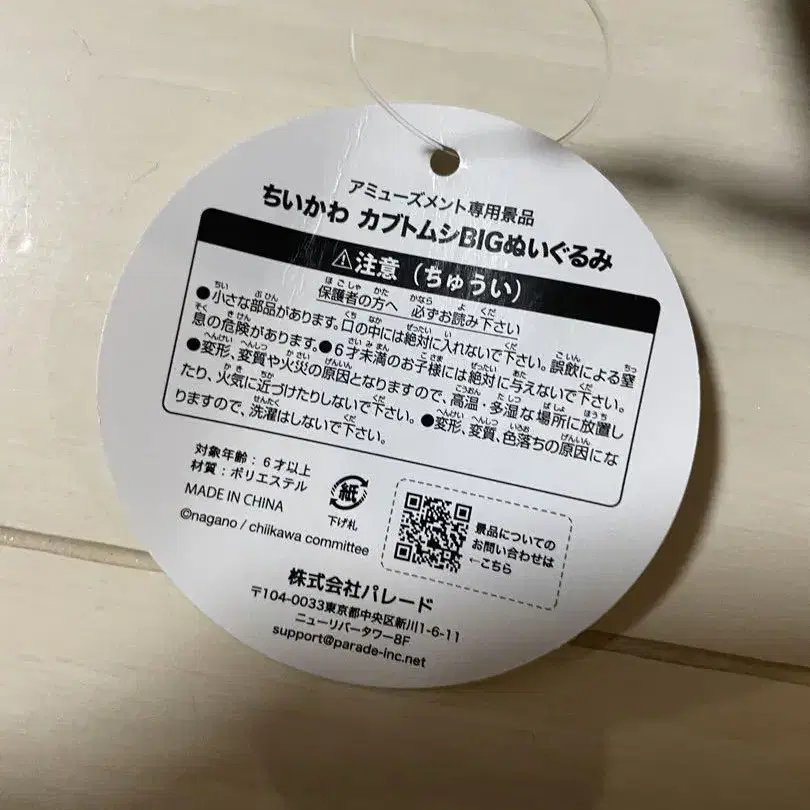 アミューズメント専用景品
ちいかわ カブトムシBIGぬいぐるみ
⚠注意（ちゅうい）
保護者の方へ 必ずお読み下さい
●小さな部品があります。口の中には絶対に入れないで下さい。誤飲による窒
息の危険があります。●6才未満のお子様には絶対に与えないで下さい。
●変形、変質や火災の原因となりますので、高温・多湿な場所に放置し
たり、火気に近づけたりしないで下さい。●変形、変質、色落ちの原因にな
りますので、洗濯はしないで下さい。
対象年齢：6才以上
材質：ポリエステル
MADE IN CHINA
紙
下げ札
©nagano / chiikawa committee
景品についての
お問い合わせは
←こちら
株式会社パレード
〒104-0033東京都中央区新川1-6-11
ニューリバータワー8F
support@parade-inc.net